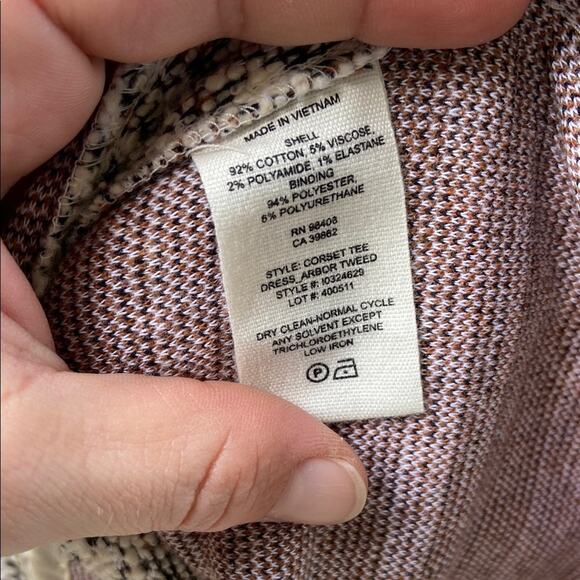 MADE IN VIETNAM
SHELL
92% COTTON, 5% VISCOSE,
2% POLYAMIDE, 1% ELASTANE
BINDING
94% POLYESTER,
6% POLYURETHANE
RN 98408
CA 39862
STYLE: CORSET TEE
DRESS, ARBOR TWEED
STYLE #: I0324629
LOT #: 400511
DRY CLEAN-NORMAL CYCLE
ANY SOLVENT EXCEPT
TRICHLOROETHYLENE
LOW IRON
P